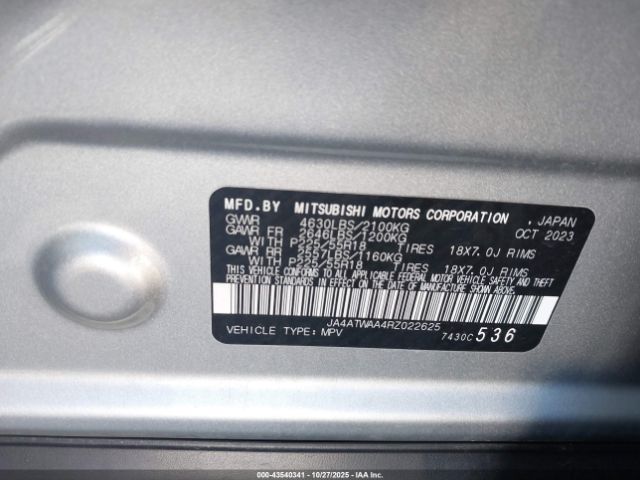 MFD.BY MITSUBISHI MOTORS CORPORATION , JAPAN
GVWR 4630LBS/2100KG OCT 2023
GAWR FR 2646LBS/1200KG
WITH P225/55R18 TIRES 18X7.0J RIMS
GAWR RR 2557LBS/1160KG
WITH P225/55R18 TIRES 18X7.0J RIMS
THIS VEHICLE CONFORMS TO ALL APPLICABLE FEDERAL MOTOR VEHICLE SAFETY AND THEFT
PREVENTION STANDARDS IN EFFECT ON THE DATE OF MANUFACTURE SHOWN ABOVE.
JA4ATWAA4RZ022625
VEHICLE TYPE: MPV 7430C 536
000-43540341 - 10/27/2025 - IAA Inc.